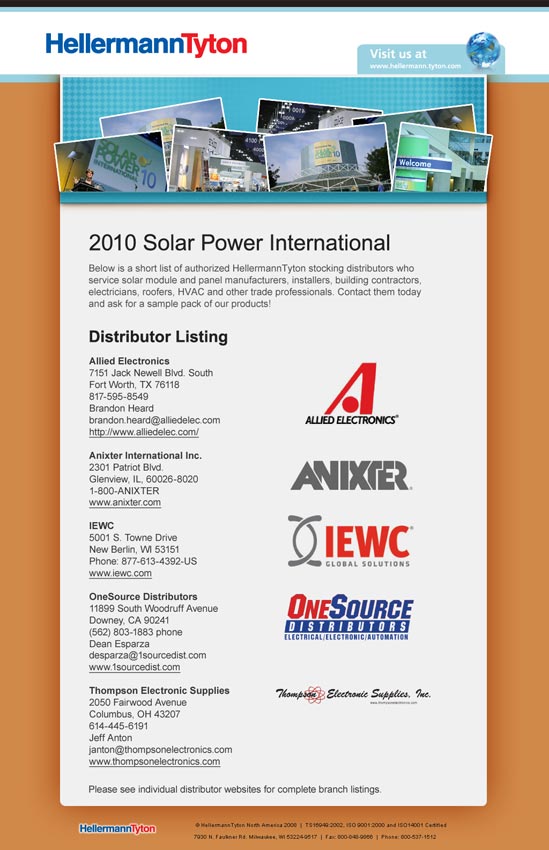 HellermannTyton
Visit us at
www.hellermann.tyton.com
SOLAR
POWER
INTERNATIONAL
10
Welcome
2010 Solar Power International
Below is a short list of authorized HellermannTyton stocking distributors who
service solar module and panel manufacturers, installers, building contractors,
electricians, roofers, HVAC and other trade professionals. Contact them today
and ask for a sample pack of our products!
Distributor Listing
Allied Electronics
7151 Jack Newell Blvd. South
Fort Worth, TX 76118
817-595-8549
Brandon Heard
brandon.heard@alliedelec.com
http://www.alliedelec.com/
ALLIED ELECTRONICS®
Anixter International Inc.
2301 Patriot Blvd.
Glenview, IL, 60026-8020
1-800-ANIXTER
www.anixter.com
ANIXTER®
IEWC
5001 S. Towne Drive
New Berlin, WI 53151
Phone: 877-613-4392-US
www.iewc.com
IEWC®
GLOBAL SOLUTIONS
OneSource Distributors
11899 South Woodruff Avenue
Downey, CA 90241
(562) 803-1883 phone
Dean Esparza
desparza@1sourcedist.com
www.1sourcedist.com
ONESOURCE
DISTRIBUTORS
ELECTRICAL/ELECTRONIC/AUTOMATION
Thompson Electronic Supplies
2050 Fairwood Avenue
Columbus, OH 43207
614-445-6191
Jeff Anton
janton@thompsonelectronics.com
www.thompsonelectronics.com
Thompson Electronic Supplies, Inc.
www.thompsonelectronics.com
Please see individual distributor websites for complete branch listings.
HellermannTyton
© HellermannTyton North America 2008 | TS16949:2002, ISO 9001:2000 and ISO14001 Certified
7930 N. Faulkner Rd. Milwaukee, WI 53224-9517 | Fax: 800-848-9866 | Phone: 800-537-1512